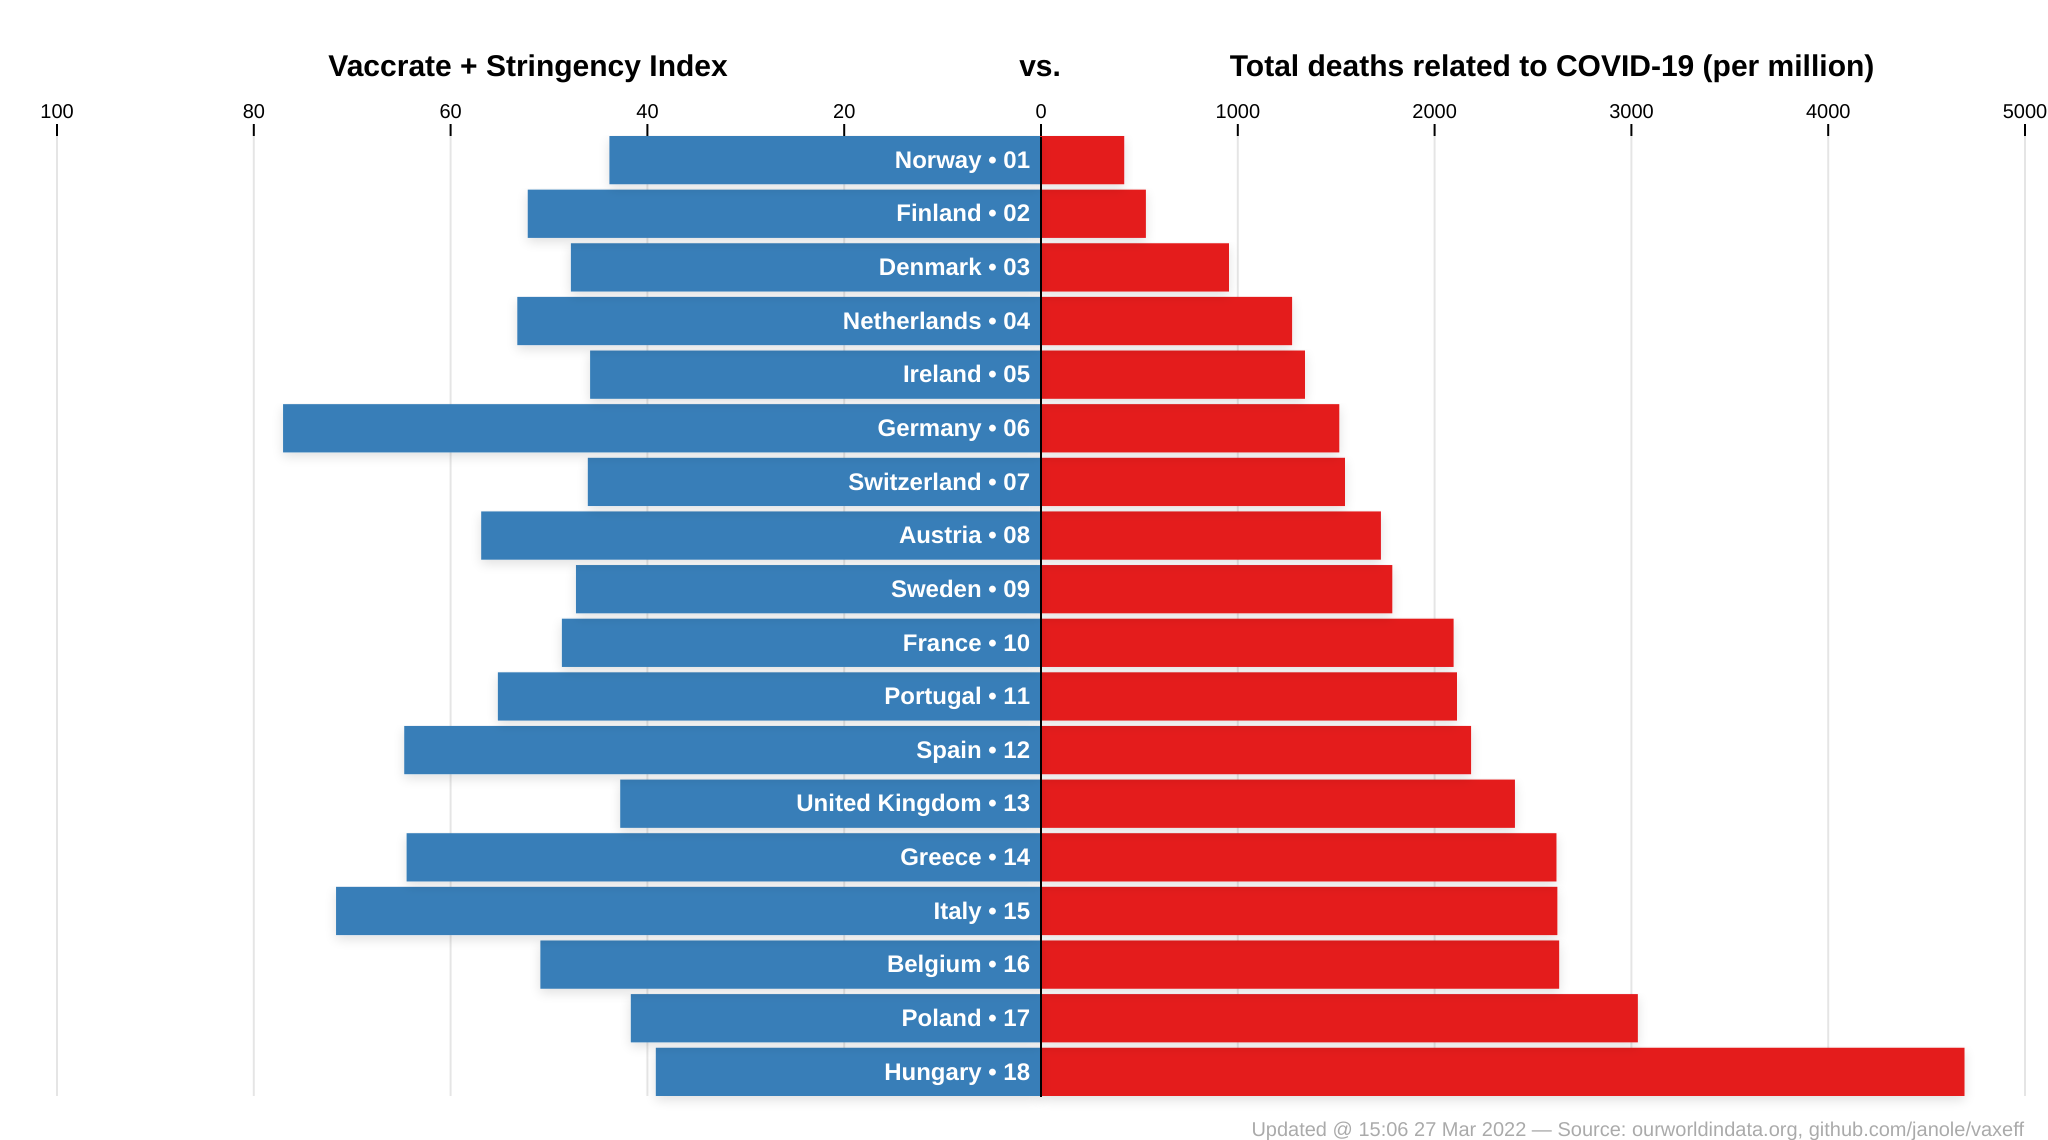 Vaccrate + Stringency Index vs. Total deaths related to COVID-19 (per million)
100 80 60 40 20 0 1000 2000 3000 4000 5000
Norway • 01
Finland • 02
Denmark • 03
Netherlands • 04
Ireland • 05
Germany • 06
Switzerland • 07
Austria • 08
Sweden • 09
France • 10
Portugal • 11
Spain • 12
United Kingdom • 13
Greece • 14
Italy • 15
Belgium • 16
Poland • 17
Hungary • 18
Updated @ 15:06 27 Mar 2022 — Source: ourworldindata.org, github.com/janole/vaxeff